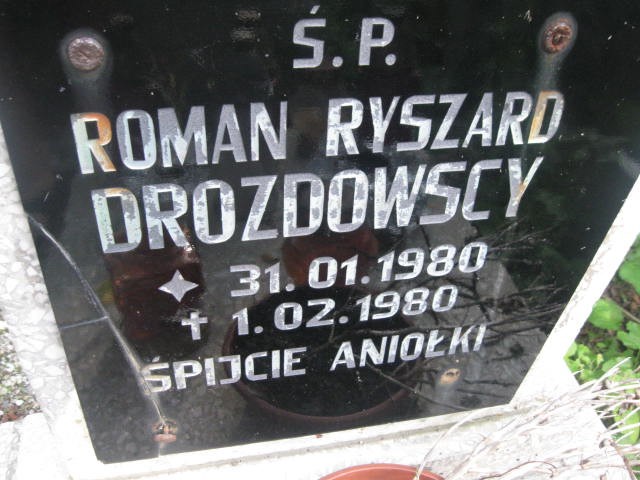 Ś.P.
ROMAN RYSZARD
DROZDOWSCY
✦ 31.01.1980
✝ 1.02.1980
ŚPIJCIE ANIOŁKI